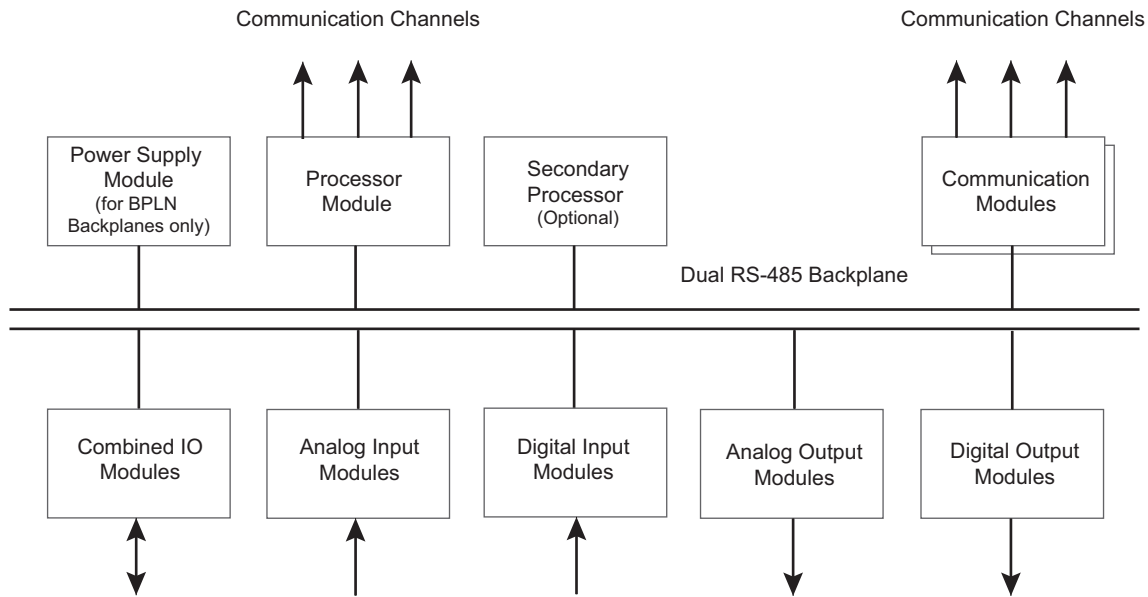 Communication Channels
Communication Channels
Power Supply
Module
(for BPLN
Backplanes only)
Processor
Module
Secondary
Processor
(Optional)
Communication
Modules
Dual RS-485 Backplane
Combined IO
Modules
Analog Input
Modules
Digital Input
Modules
Analog Output
Modules
Digital Output
Modules